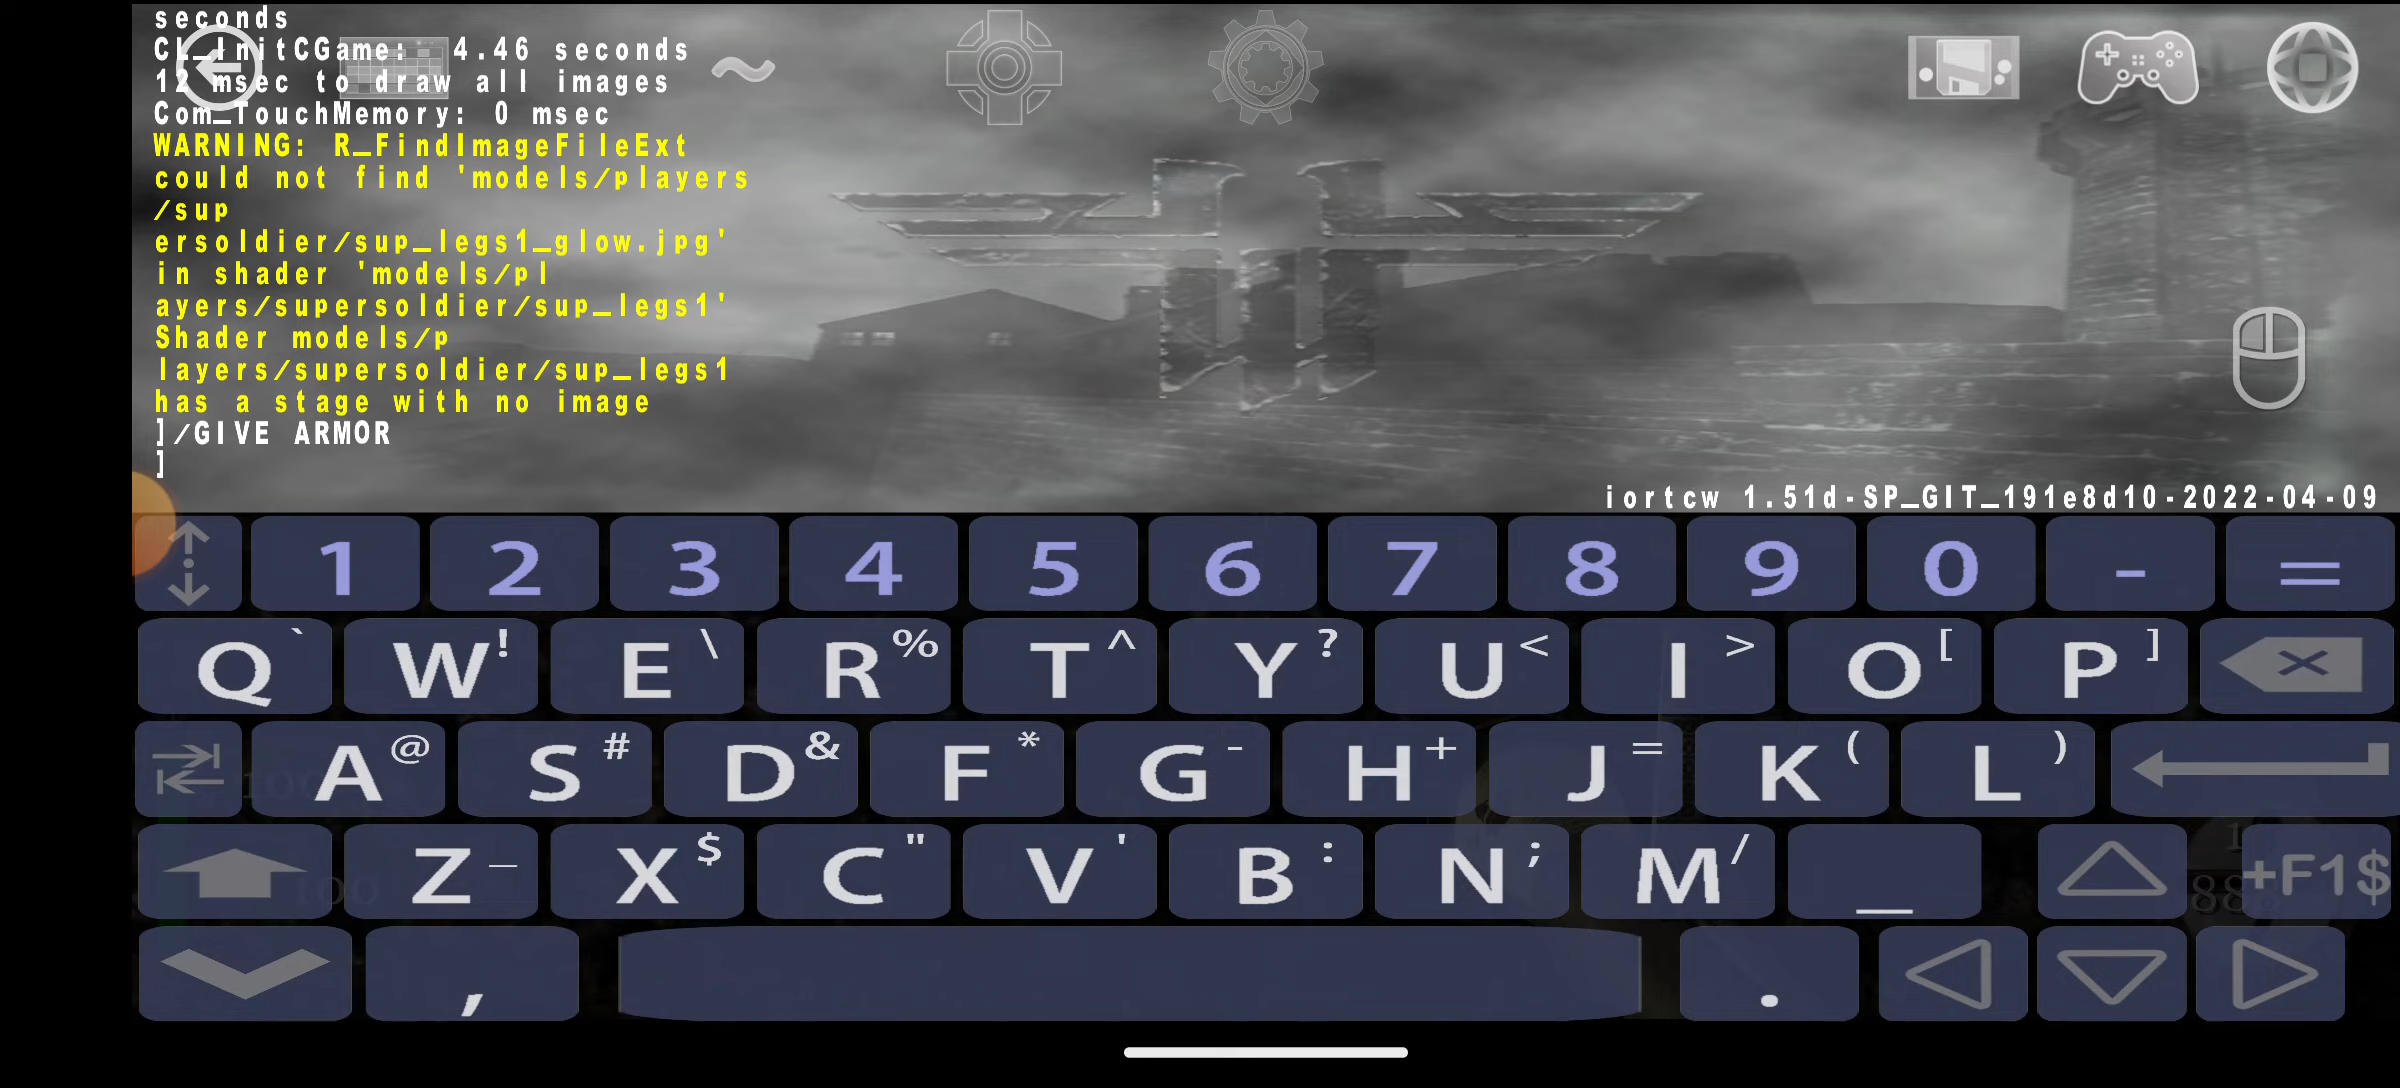 seconds
CL_InitCGame: 4.46 seconds
12 msec to draw all images
Com_TouchMemory: 0 msec
WARNING: R_FindImageFileExt
could not find 'models/players
/sup
ersoldier/sup_legs1_glow.jpg'
in shader 'models/pl
ayers/supersoldier/sup_legs1'
Shader models/p
layers/supersoldier/sup_legs1
has a stage with no image
]/GIVE ARMOR
]
iortcw 1.51d-SP_GIT_191e8d10-2022-04-09
1 2 3 4 5 6 7 8 9 0 - =
Q ` W ! E \ R % T ^ Y ? U < I > O [ P ]
A @ S # D & F * G - H + J = K ( L )
Z _ X $ C " V ' B : N ; M / _ +F1$
, .
100
100